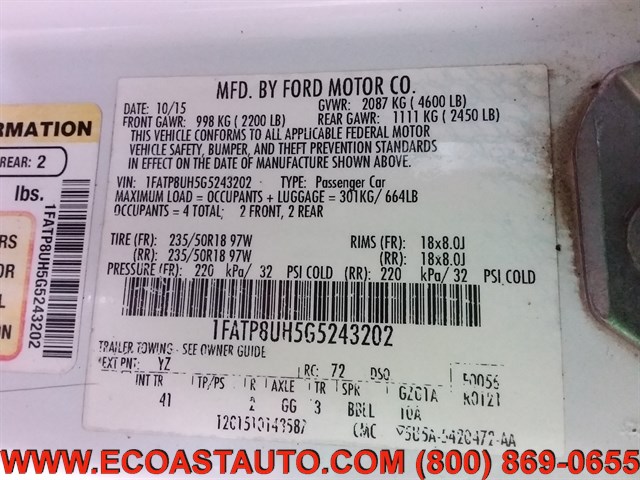 MFD. BY FORD MOTOR CO.
DATE: 10/15 GVWR: 2087 KG ( 4600 LB)
FRONT GAWR: 998 KG ( 2200 LB) REAR GAWR: 1111 KG ( 2450 LB)
THIS VEHICLE CONFORMS TO ALL APPLICABLE FEDERAL MOTOR
VEHICLE SAFETY, BUMPER, AND THEFT PREVENTION STANDARDS
IN EFFECT ON THE DATE OF MANUFACTURE SHOWN ABOVE.
VIN: 1FATP8UH5G5243202 TYPE: Passenger Car
MAXIMUM LOAD = OCCUPANTS + LUGGAGE = 301KG/ 664LB
OCCUPANTS = 4 TOTAL: 2 FRONT, 2 REAR
TIRE (FR): 235/50R18 97W RIMS (FR): 18x8.0J
(RR): 235/50R18 97W (RR): 18x8.0J
PRESSURE (FR): 220 kPa/ 32 PSI COLD (RR): 220 kPa/ 32 PSI COLD
1FATP8UH5G5243202
TRAILER TOWING - SEE OWNER GUIDE
EXT PNT: YZ RC: 72 DSO
INT TR TP/PS R AXLE TR SPR
41 2 GG 3
CMC
ORMATION
REAR: 2
lbs.
1FATP8UH5G5243202
WWW.ECOASTAUTO.COM (800) 869-0655